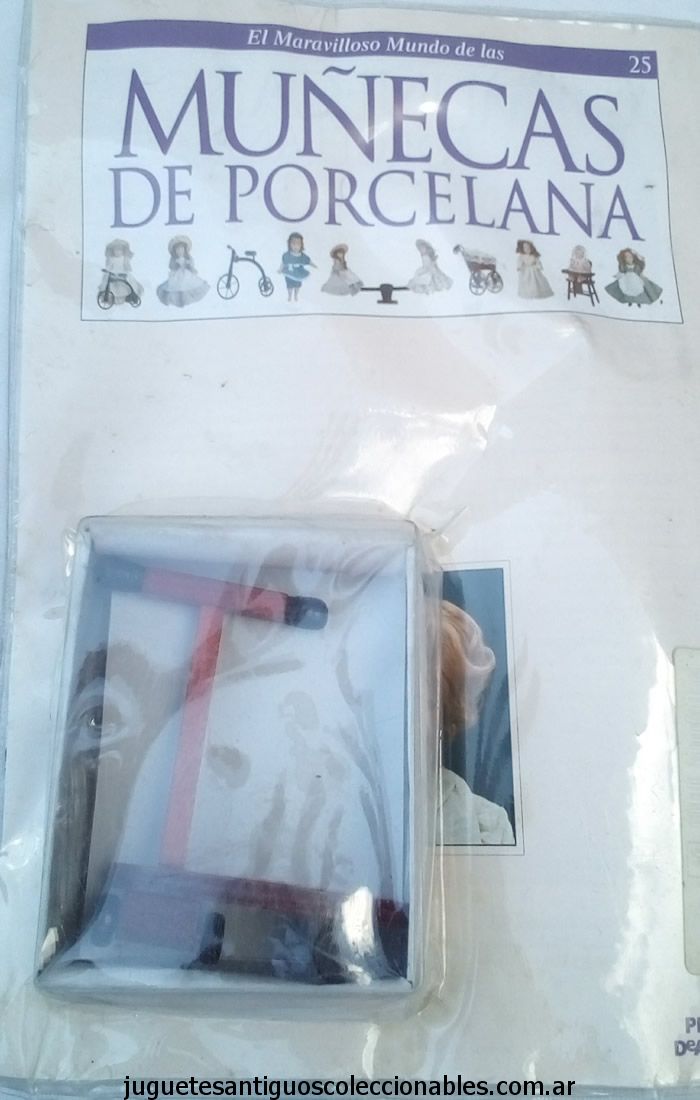 El Maravilloso Mundo de las
25
MUÑECAS
DE PORCELANA
juguetesantiguoscoleccionables.com.ar